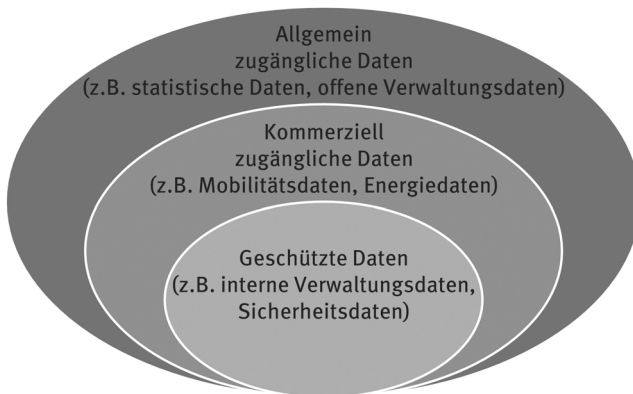 Allgemein
zugängliche Daten
(z.B. statistische Daten, offene Verwaltungsdaten)
Kommerziell
zugängliche Daten
(z.B. Mobilitätsdaten, Energiedaten)
Geschützte Daten
(z.B. interne Verwaltungsdaten,
Sicherheitsdaten)